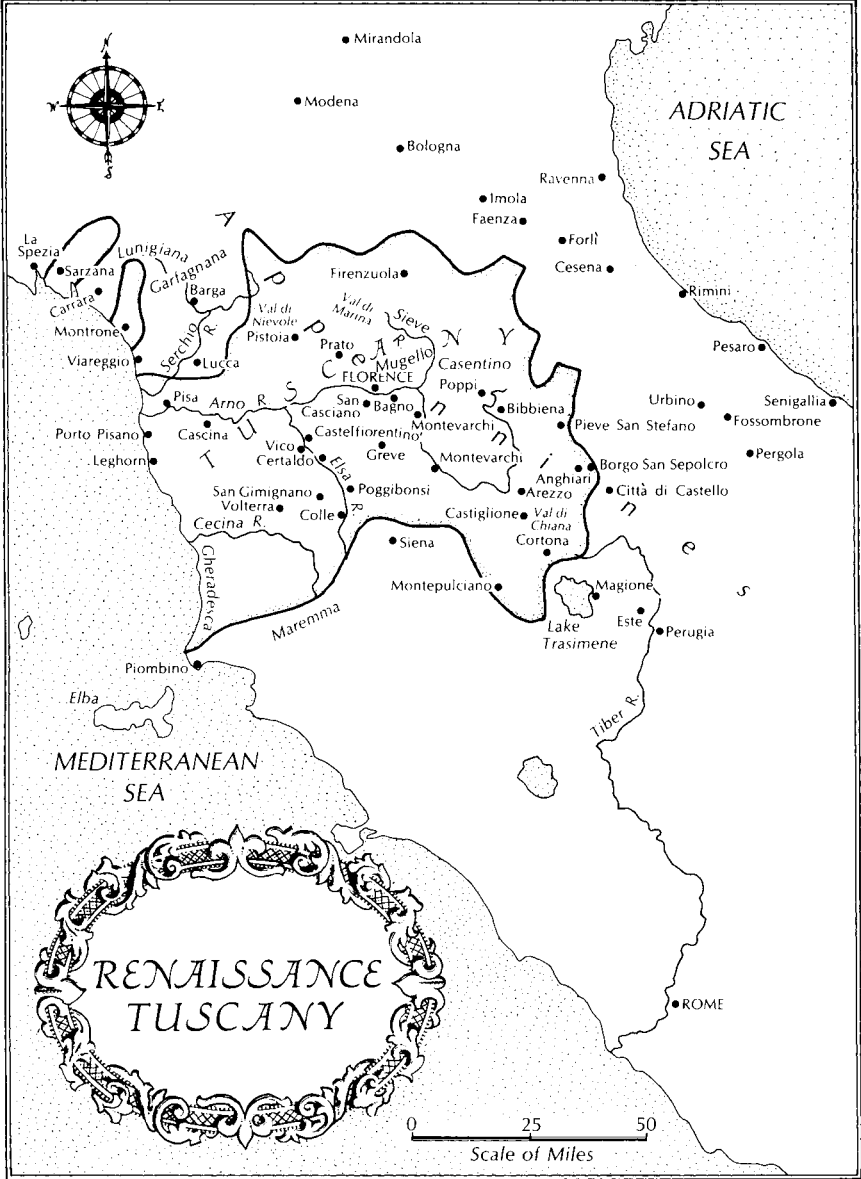 N
W
E
S
Mirandola
Modena
Bologna
ADRIATIC
SEA
Ravenna
Imola
Faenza
Forlì
Cesena
Rimini
Pesaro
Senigallia
Urbino
Fossombrone
Pergola
A p p e n n i n e s
TUSCANY
La
Spezia
Sarzana
Carrara
Lunigiana
Garfagnana
Barga
Montrone
Viareggio
Serchio R.
Lucca
Firenzuola
Val di
Nievole
Pistoia
Val di
Marina
Sieve R.
Prato
Mugello
Casentino
FLORENCE
Poppi
Bibbiena
Pisa
Arno R.
San
Casciano
Bagno
Montevarchi
Pieve San Stefano
Cascina
Porto Pisano
Leghorn
Castelfiorentino
Vico
Certaldo
Greve
Montevarchi
Elsa R.
Anghiari
Borgo San Sepolcro
Arezzo
Città di Castello
San Gimignano
Volterra
Poggibonsi
Colle
Castiglione
Val di
Chiana
Cortona
Cecina R.
Gheradesca
Siena
Montepulciano
Magione
Este
Perugia
Lake
Trasimene
Maremma
Piombino
Elba
Tiber R.
MEDITERRANEAN
SEA
RENAISSANCE
TUSCANY
ROME
0 25 50
Scale of Miles